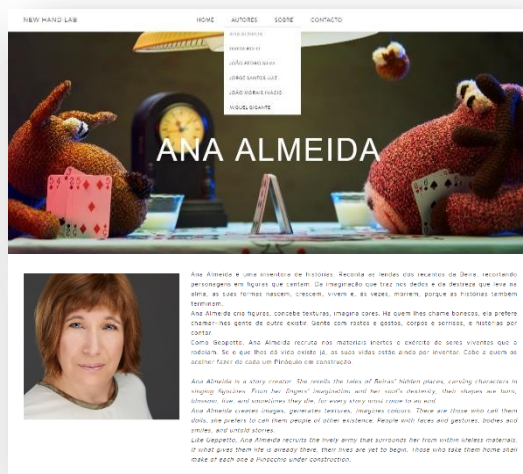 NEW HAND LAB
HOME AUTORES SOBRE CONTACTO
ANA ALMEIDA
JOÃO PEDRO SILVA
JORGE SANTOS LUIZ
JOÃO MORAIS INÁCIO
MIGUEL GIGANTE
ANA ALMEIDA
Ana Almeida é uma inventora de histórias. Reconta as lendas dos recantos da Beira, recortando
personagens em figuras que cantam. Da imaginação que traz nos dedos e da destreza que leva na
alma, as suas formas nascem, crescem, vivem e, às vezes, morrem, porque as histórias também
terminam.
Ana Almeida cria figuras, concebe texturas, imagina cores. Há quem lhes chame bonecos, ela prefere
chamar-lhes gente de outro existir. Gente com rostos e gestos, corpos e sorrisos, e histórias por
contar.
Como Geppetto, Ana Almeida recruta nos materiais inertes o exército de seres viventes que a
rodeiam. Se o que lhes dá vida existe já, as suas vidas estão ainda por inventar. Cabe a quem as
acolher fazer de cada um Pinóquio em construção.
Ana Almeida is a story creator. She retells the tales of Beiras' hidden places, carving characters in
singing figures. From her fingers' imagination and her soul's dexterity, their shapes are born,
blossom, live, and sometimes they die, for every story must come to an end.
Ana Almeida creates images, generates textures, imagines colours. There are those who call them
dolls, she prefers to call them people of other existence. People with faces and gestures, bodies and
smiles, and untold stories.
Like Geppetto, Ana Almeida recruits the lively army that surrounds her from within lifeless materials.
If what gives them life is already there, their lives are yet to begin. Those who take them home shall
make of each one a Pinocchio under construction.